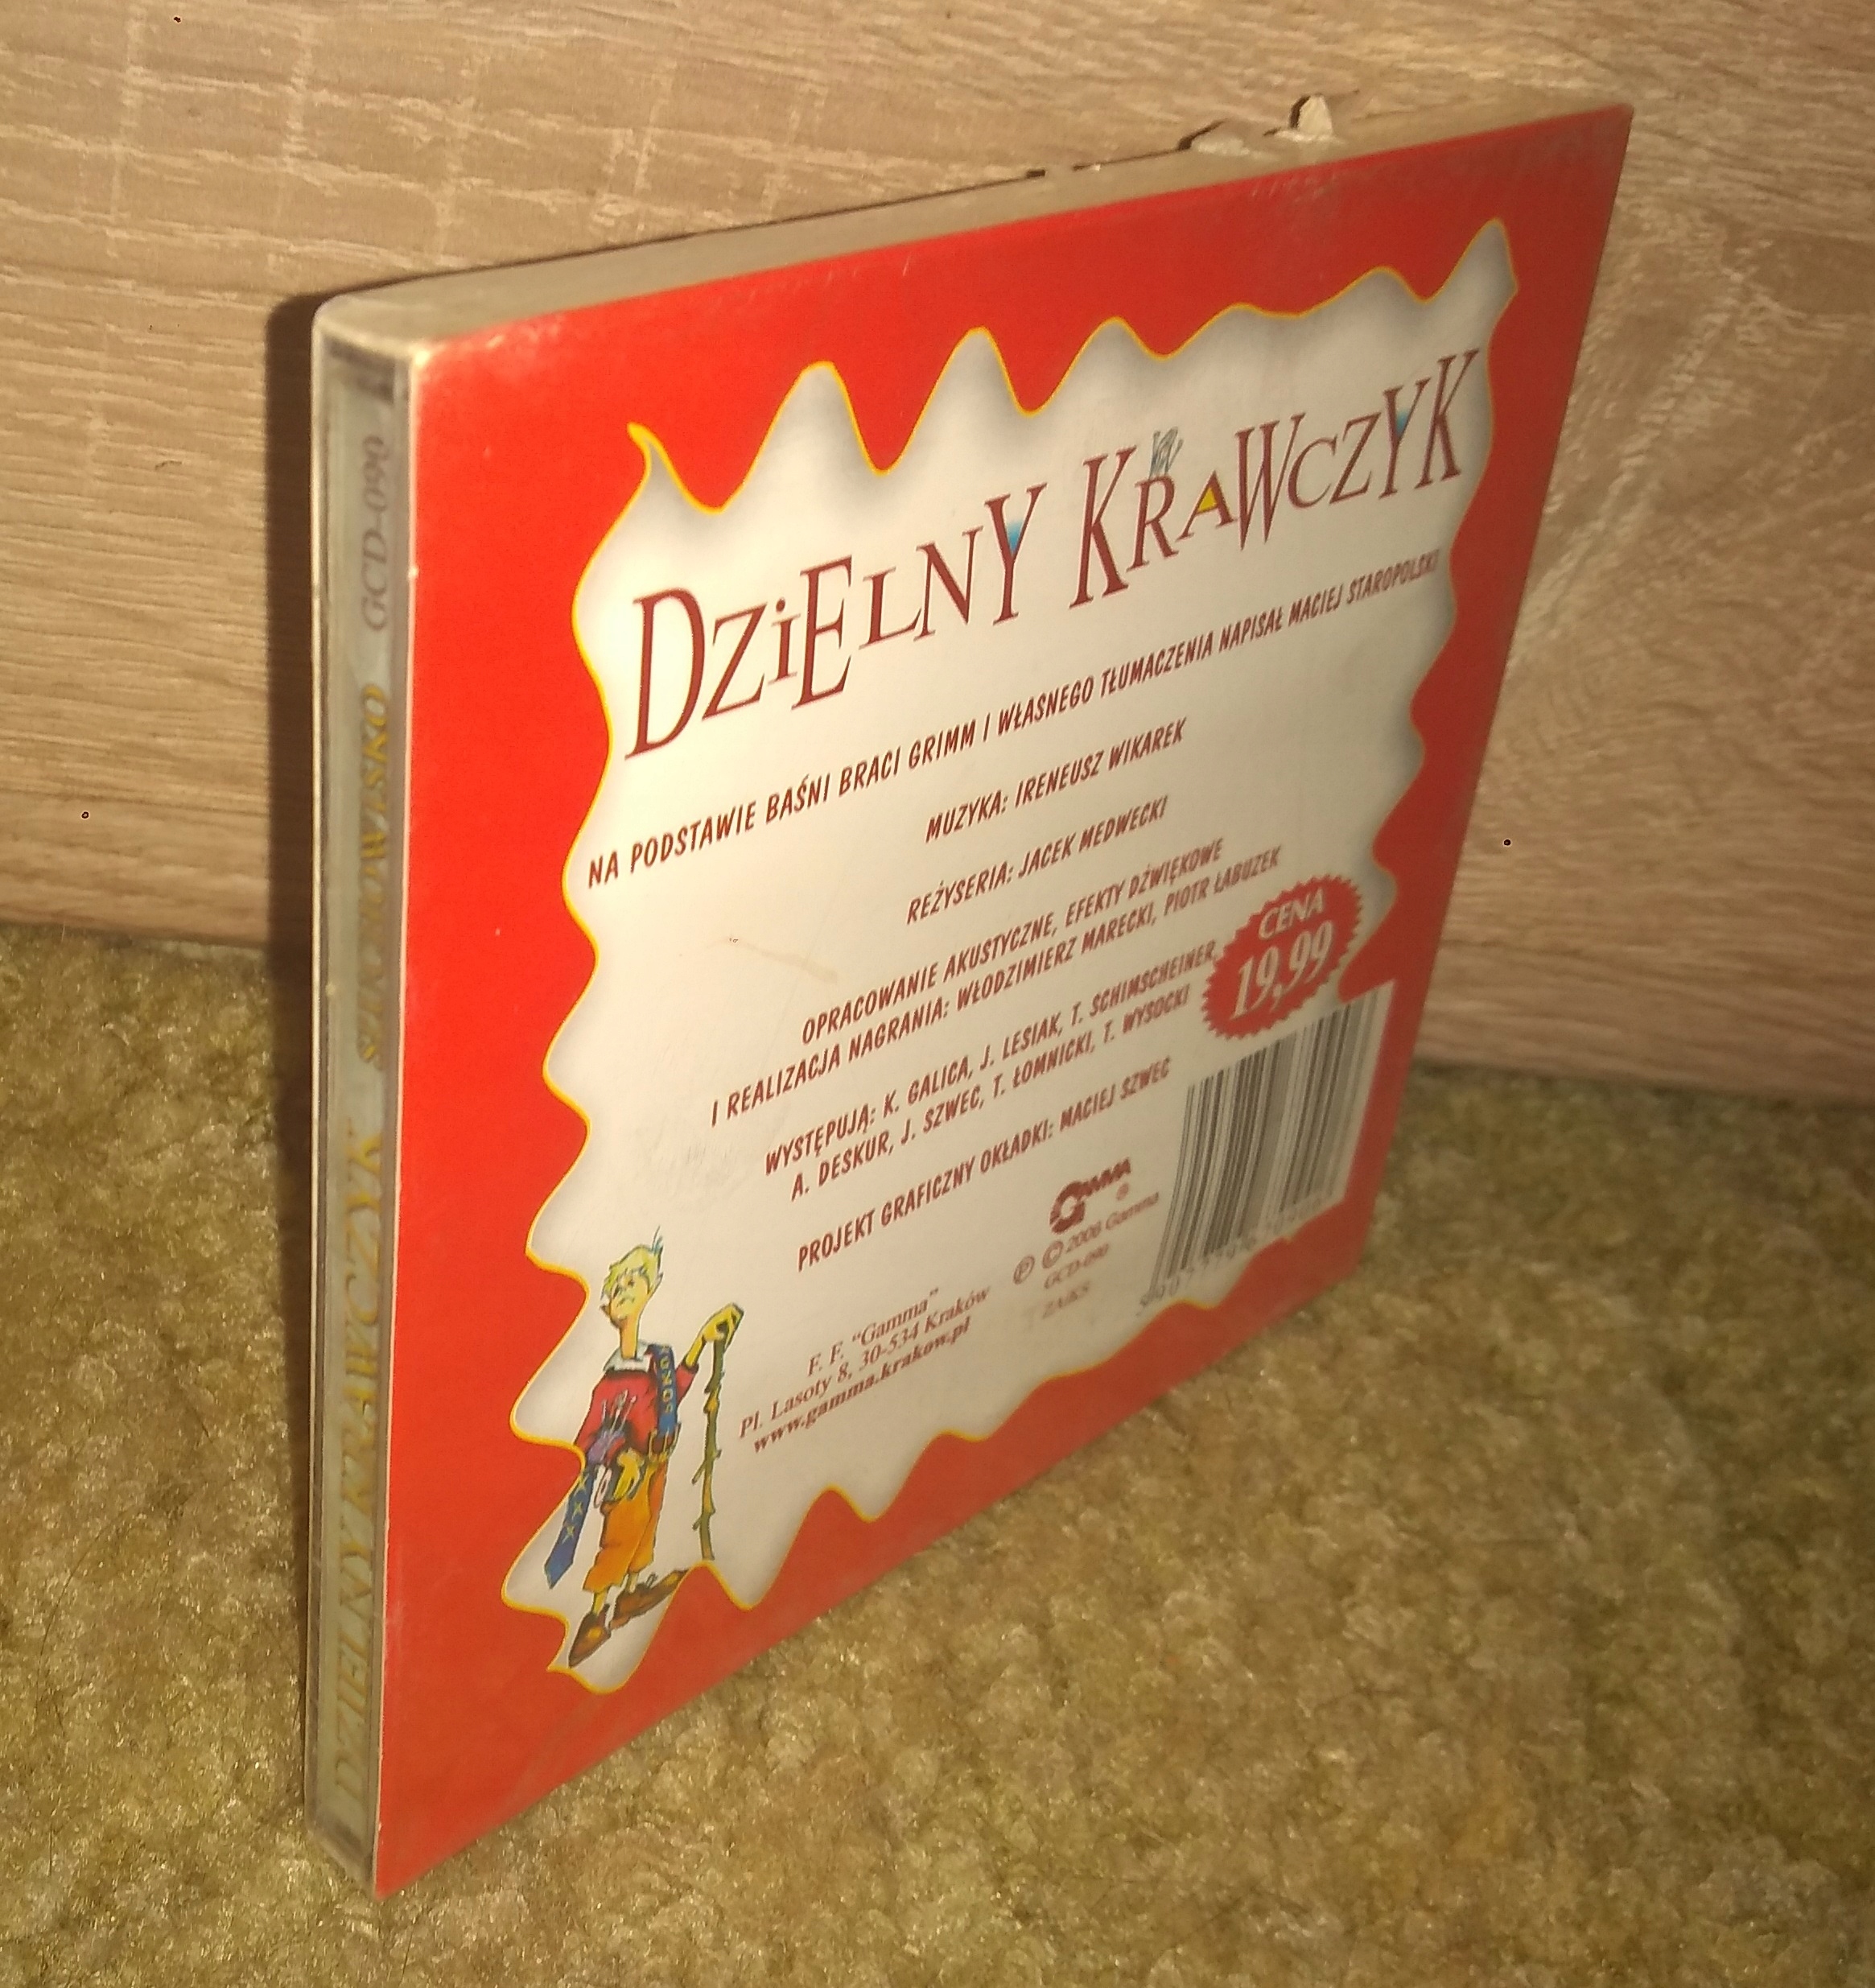 DZiELNY KRAWCZYK
NA PODSTAWIE BAŚNI BRACI GRIMM I WŁASNEGO TŁUMACZENIA NAPISAŁ MACIEJ STAROPOLSKI
MUZYKA: IRENEUSZ WIKAREK
REŻYSERIA: JACEK MEDWECKI
OPRACOWANIE AKUSTYCZNE, EFEKTY DŹWIĘKOWE
I REALIZACJA NAGRANIA: WŁODZIMIERZ MARECKI, PIOTR ŁABUZEK
WYSTĘPUJĄ: K. GALICA, J. LESIAK, T. SCHIMSCHEINER,
A. DESKUR, J. SZWEC, T. ŁOMNICKI, T. WYSOCKI
PROJEKT GRAFICZNY OKŁADKI: MACIEJ SZWEC
CENA
19,99
GAMMA
℗ © 2006 Gamma
GCD-090
ZAiKS
F. F. "Gamma"
Pl. Lasoty 8, 30-534 Kraków
www.gamma.krakow.pl
DZIELNY KRAWCZYK SŁUCHOWISKO GCD-090